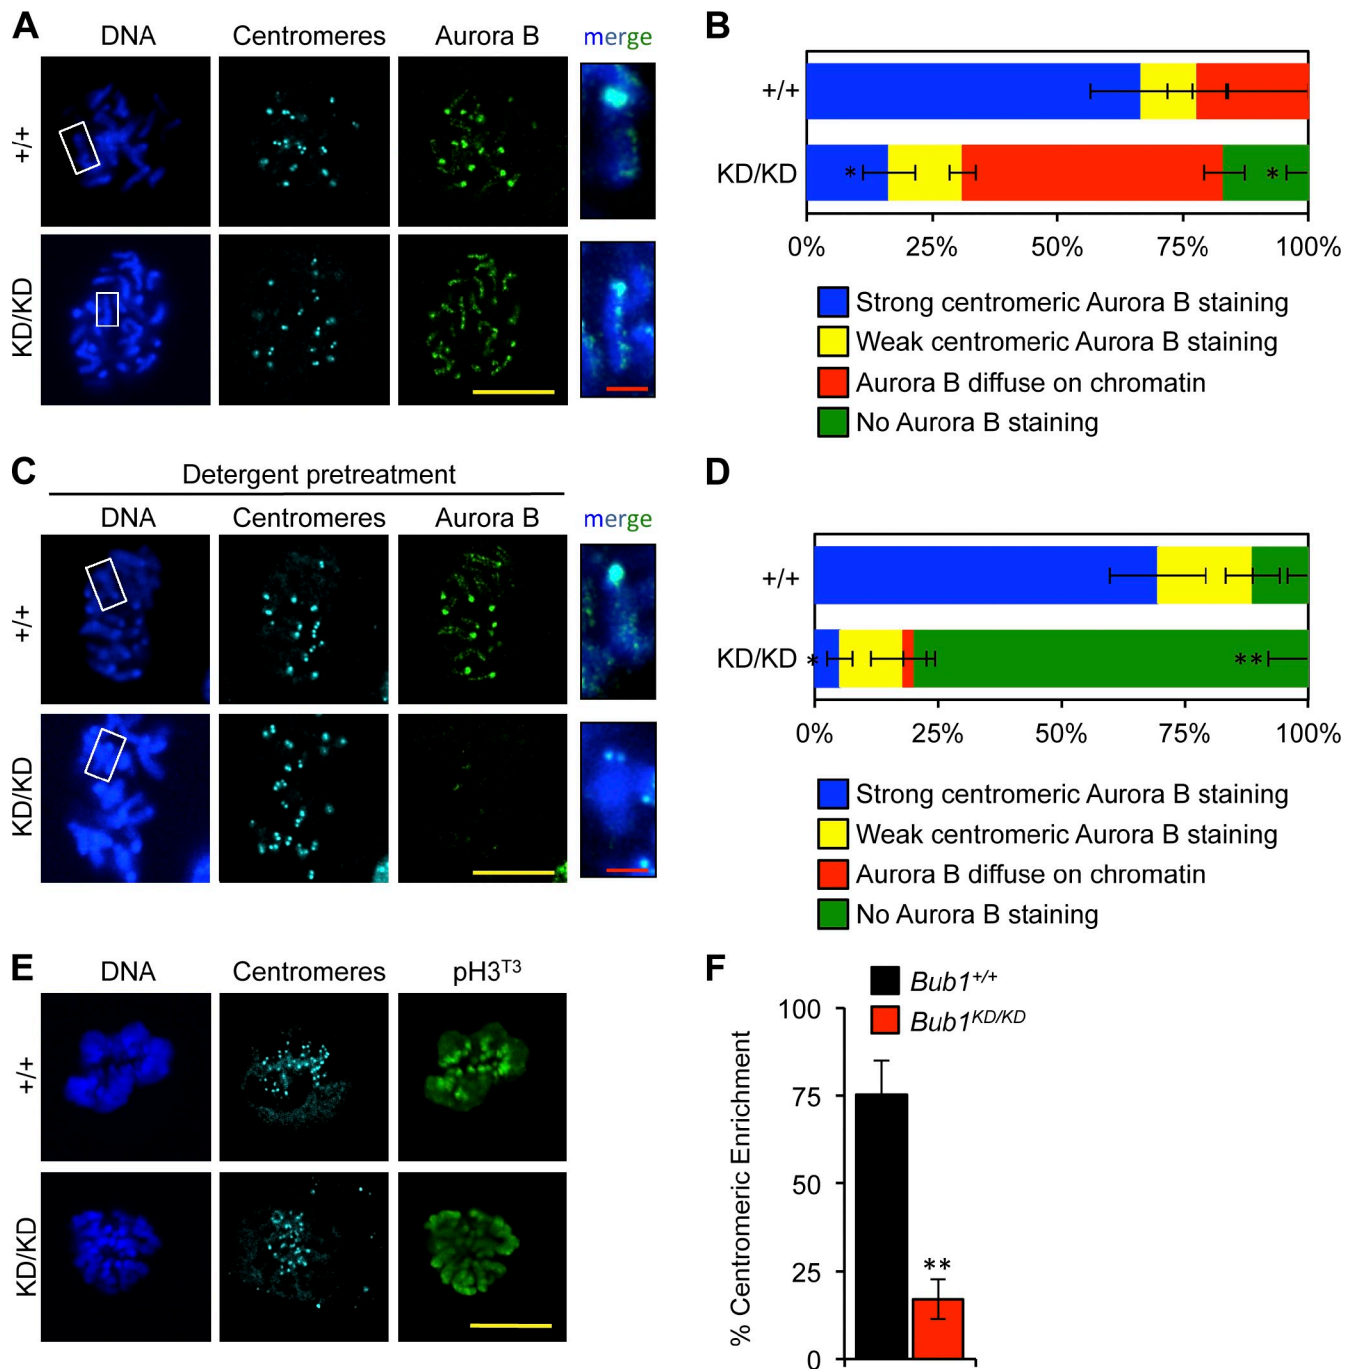 A
DNA Centromeres Aurora B merge
+/+
KD/KD
B
+/+
KD/KD
*
*
0% 25% 50% 75% 100%
Strong centromeric Aurora B staining
Weak centromeric Aurora B staining
Aurora B diffuse on chromatin
No Aurora B staining
C
Detergent pretreatment
DNA Centromeres Aurora B merge
+/+
KD/KD
D
+/+
KD/KD
*
**
0% 25% 50% 75% 100%
Strong centromeric Aurora B staining
Weak centromeric Aurora B staining
Aurora B diffuse on chromatin
No Aurora B staining
E
DNA Centromeres pH3ᵀ³
+/+
KD/KD
F
Bub1⁺/⁺
Bub1ᴷᴰ/ᴷᴰ
% Centromeric Enrichment
100
75
50
25
0
**